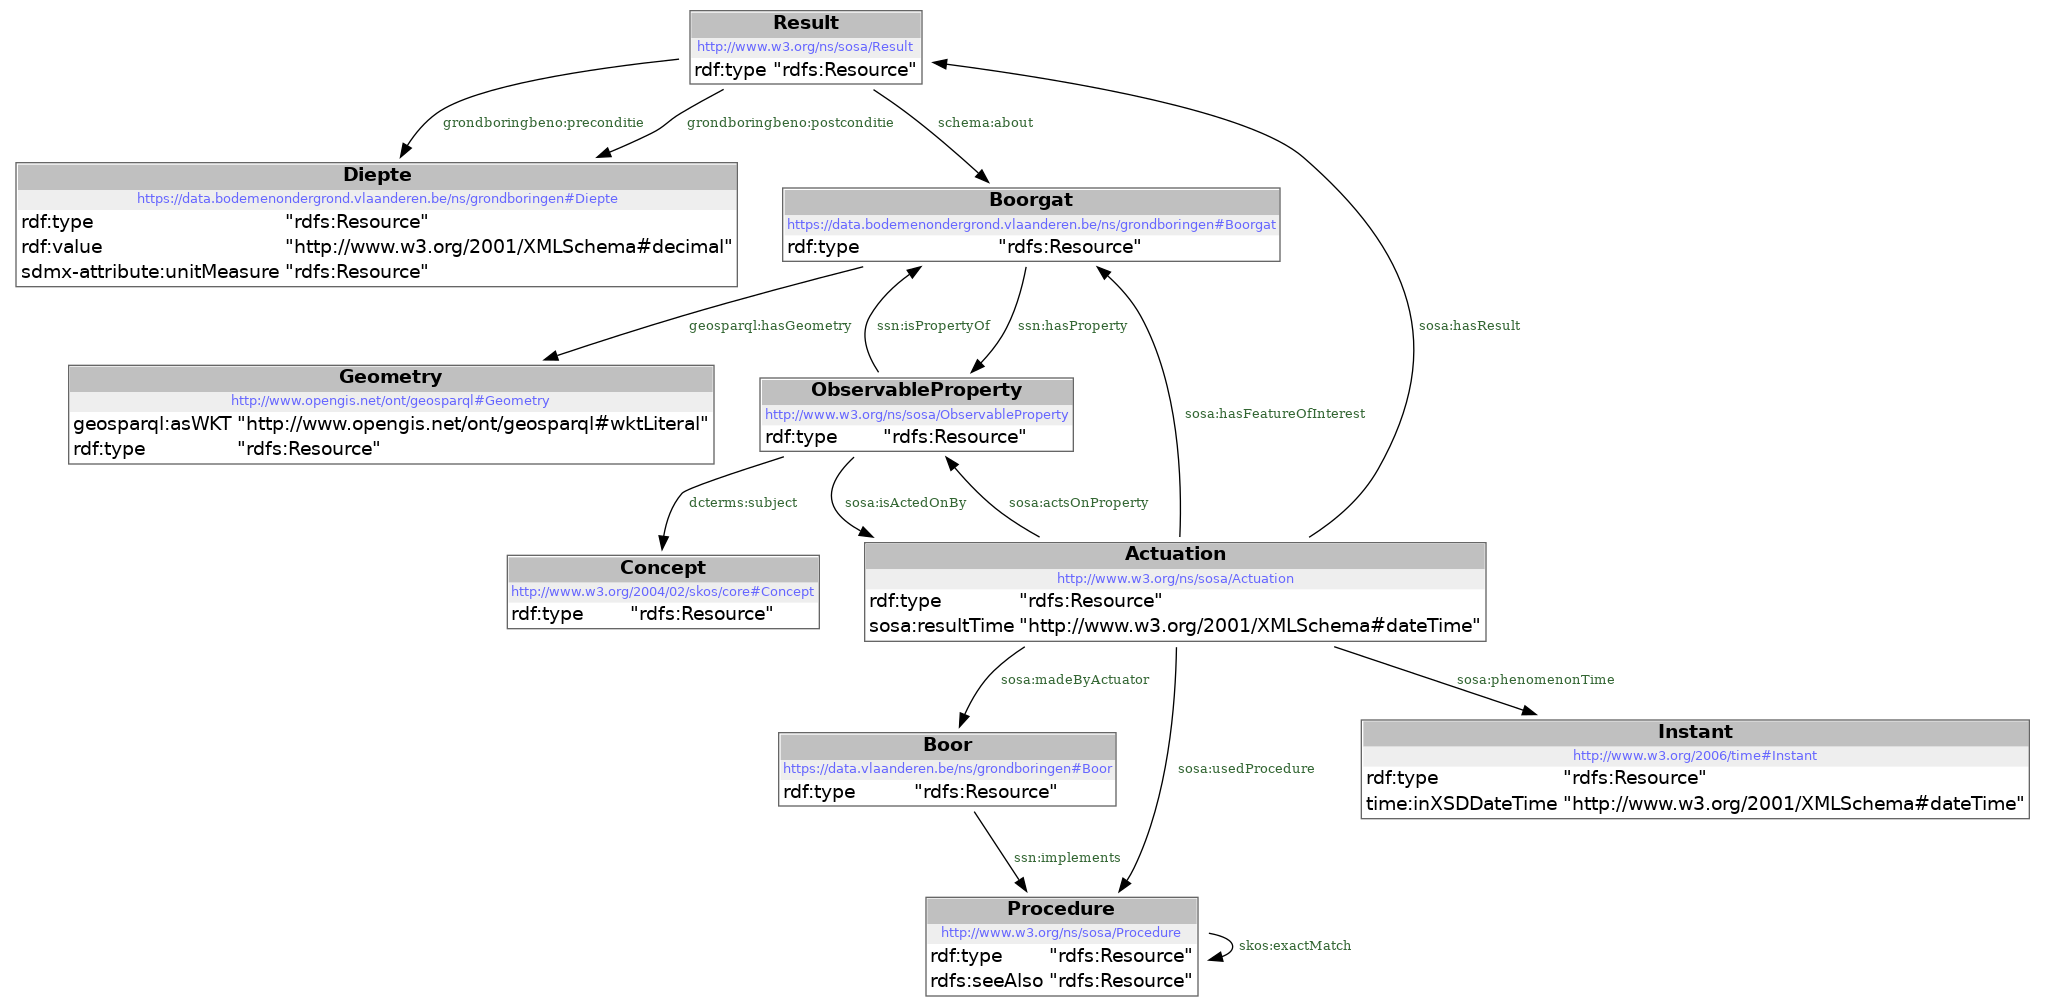 Result
http://www.w3.org/ns/sosa/Result
rdf:type "rdfs:Resource"
grondboringbeno:preconditie
grondboringbeno:postconditie
schema:about
Diepte
https://data.bodemenondergrond.vlaanderen.be/ns/grondboringen#Diepte
rdf:type "rdfs:Resource"
rdf:value "http://www.w3.org/2001/XMLSchema#decimal"
sdmx-attribute:unitMeasure "rdfs:Resource"
Boorgat
https://data.bodemenondergrond.vlaanderen.be/ns/grondboringen#Boorgat
rdf:type "rdfs:Resource"
geosparql:hasGeometry
ssn:isPropertyOf
ssn:hasProperty
sosa:hasResult
Geometry
http://www.opengis.net/ont/geosparql#Geometry
geosparql:asWKT "http://www.opengis.net/ont/geosparql#wktLiteral"
rdf:type "rdfs:Resource"
ObservableProperty
http://www.w3.org/ns/sosa/ObservableProperty
rdf:type "rdfs:Resource"
sosa:hasFeatureOfInterest
dcterms:subject
sosa:isActedOnBy
sosa:actsOnProperty
Concept
http://www.w3.org/2004/02/skos/core#Concept
rdf:type "rdfs:Resource"
Actuation
http://www.w3.org/ns/sosa/Actuation
rdf:type "rdfs:Resource"
sosa:resultTime "http://www.w3.org/2001/XMLSchema#dateTime"
sosa:madeByActuator
sosa:phenomenonTime
Boor
https://data.vlaanderen.be/ns/grondboringen#Boor
rdf:type "rdfs:Resource"
sosa:usedProcedure
Instant
http://www.w3.org/2006/time#Instant
rdf:type "rdfs:Resource"
time:inXSDDateTime "http://www.w3.org/2001/XMLSchema#dateTime"
ssn:implements
Procedure
http://www.w3.org/ns/sosa/Procedure
rdf:type "rdfs:Resource"
rdfs:seeAlso "rdfs:Resource"
skos:exactMatch